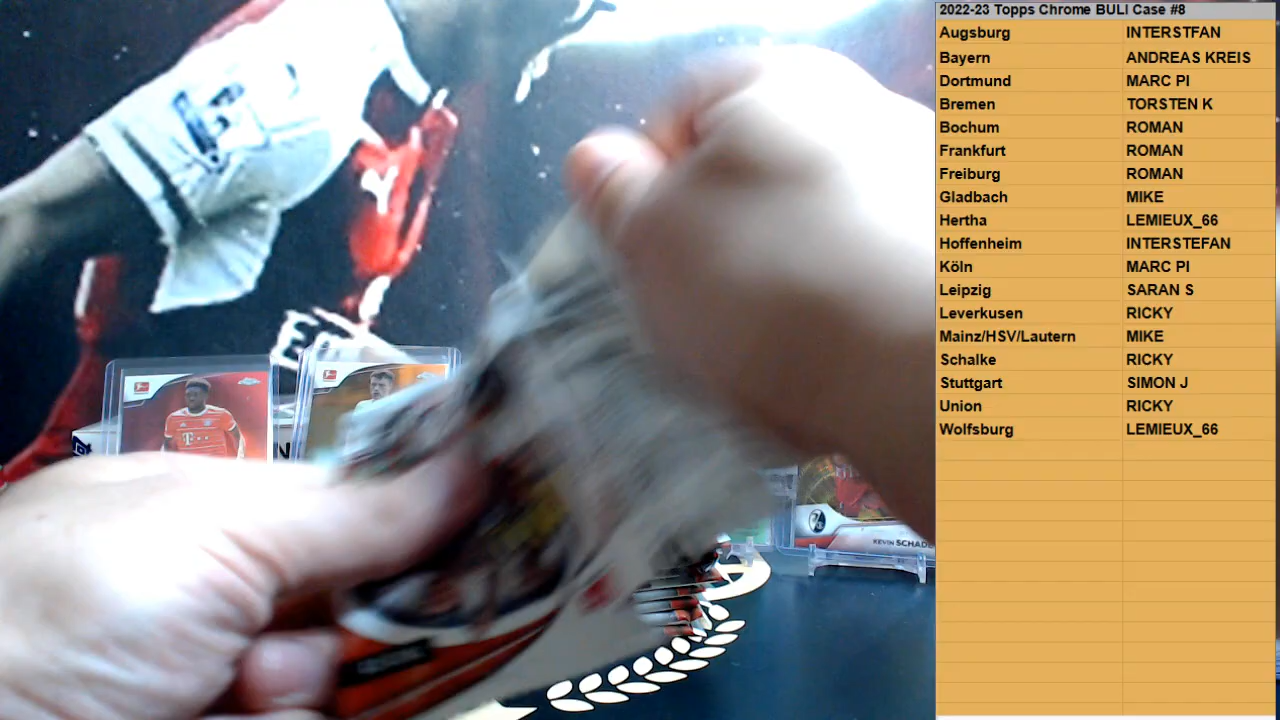 2022-23 Topps Chrome BULI Case #8
Augsburg INTERSTFAN
Bayern ANDREAS KREIS
Dortmund MARC PI
Bremen TORSTEN K
Bochum ROMAN
Frankfurt ROMAN
Freiburg ROMAN
Gladbach MIKE
Hertha LEMIEUX_66
Hoffenheim INTERSTEFAN
Köln MARC PI
Leipzig SARAN S
Leverkusen RICKY
Mainz/HSV/Lautern MIKE
Schalke RICKY
Stuttgart SIMON J
Union RICKY
Wolfsburg LEMIEUX_66
KEVIN SCHADE